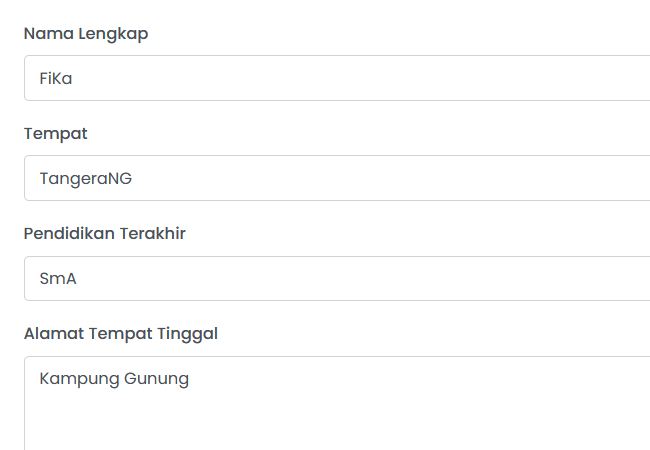 Nama Lengkap
FiKa
Tempat
TangeraNG
Pendidikan Terakhir
SmA
Alamat Tempat Tinggal
Kampung Gunung